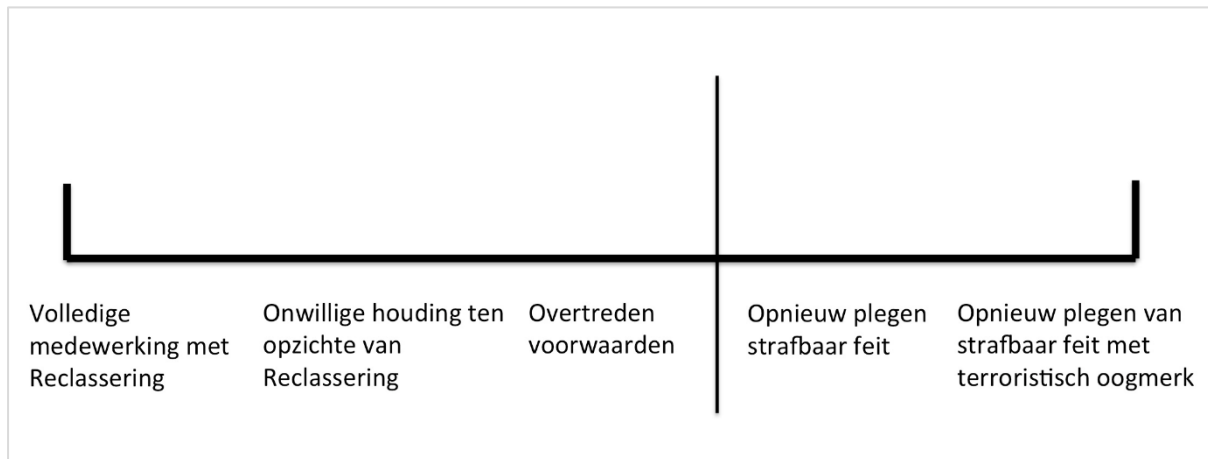 Volledige
medewerking met
Reclassering
Onwillige houding ten
opzichte van
Reclassering
Overtreden
voorwaarden
Opnieuw plegen
strafbaar feit
Opnieuw plegen van
strafbaar feit met
terroristisch oogmerk